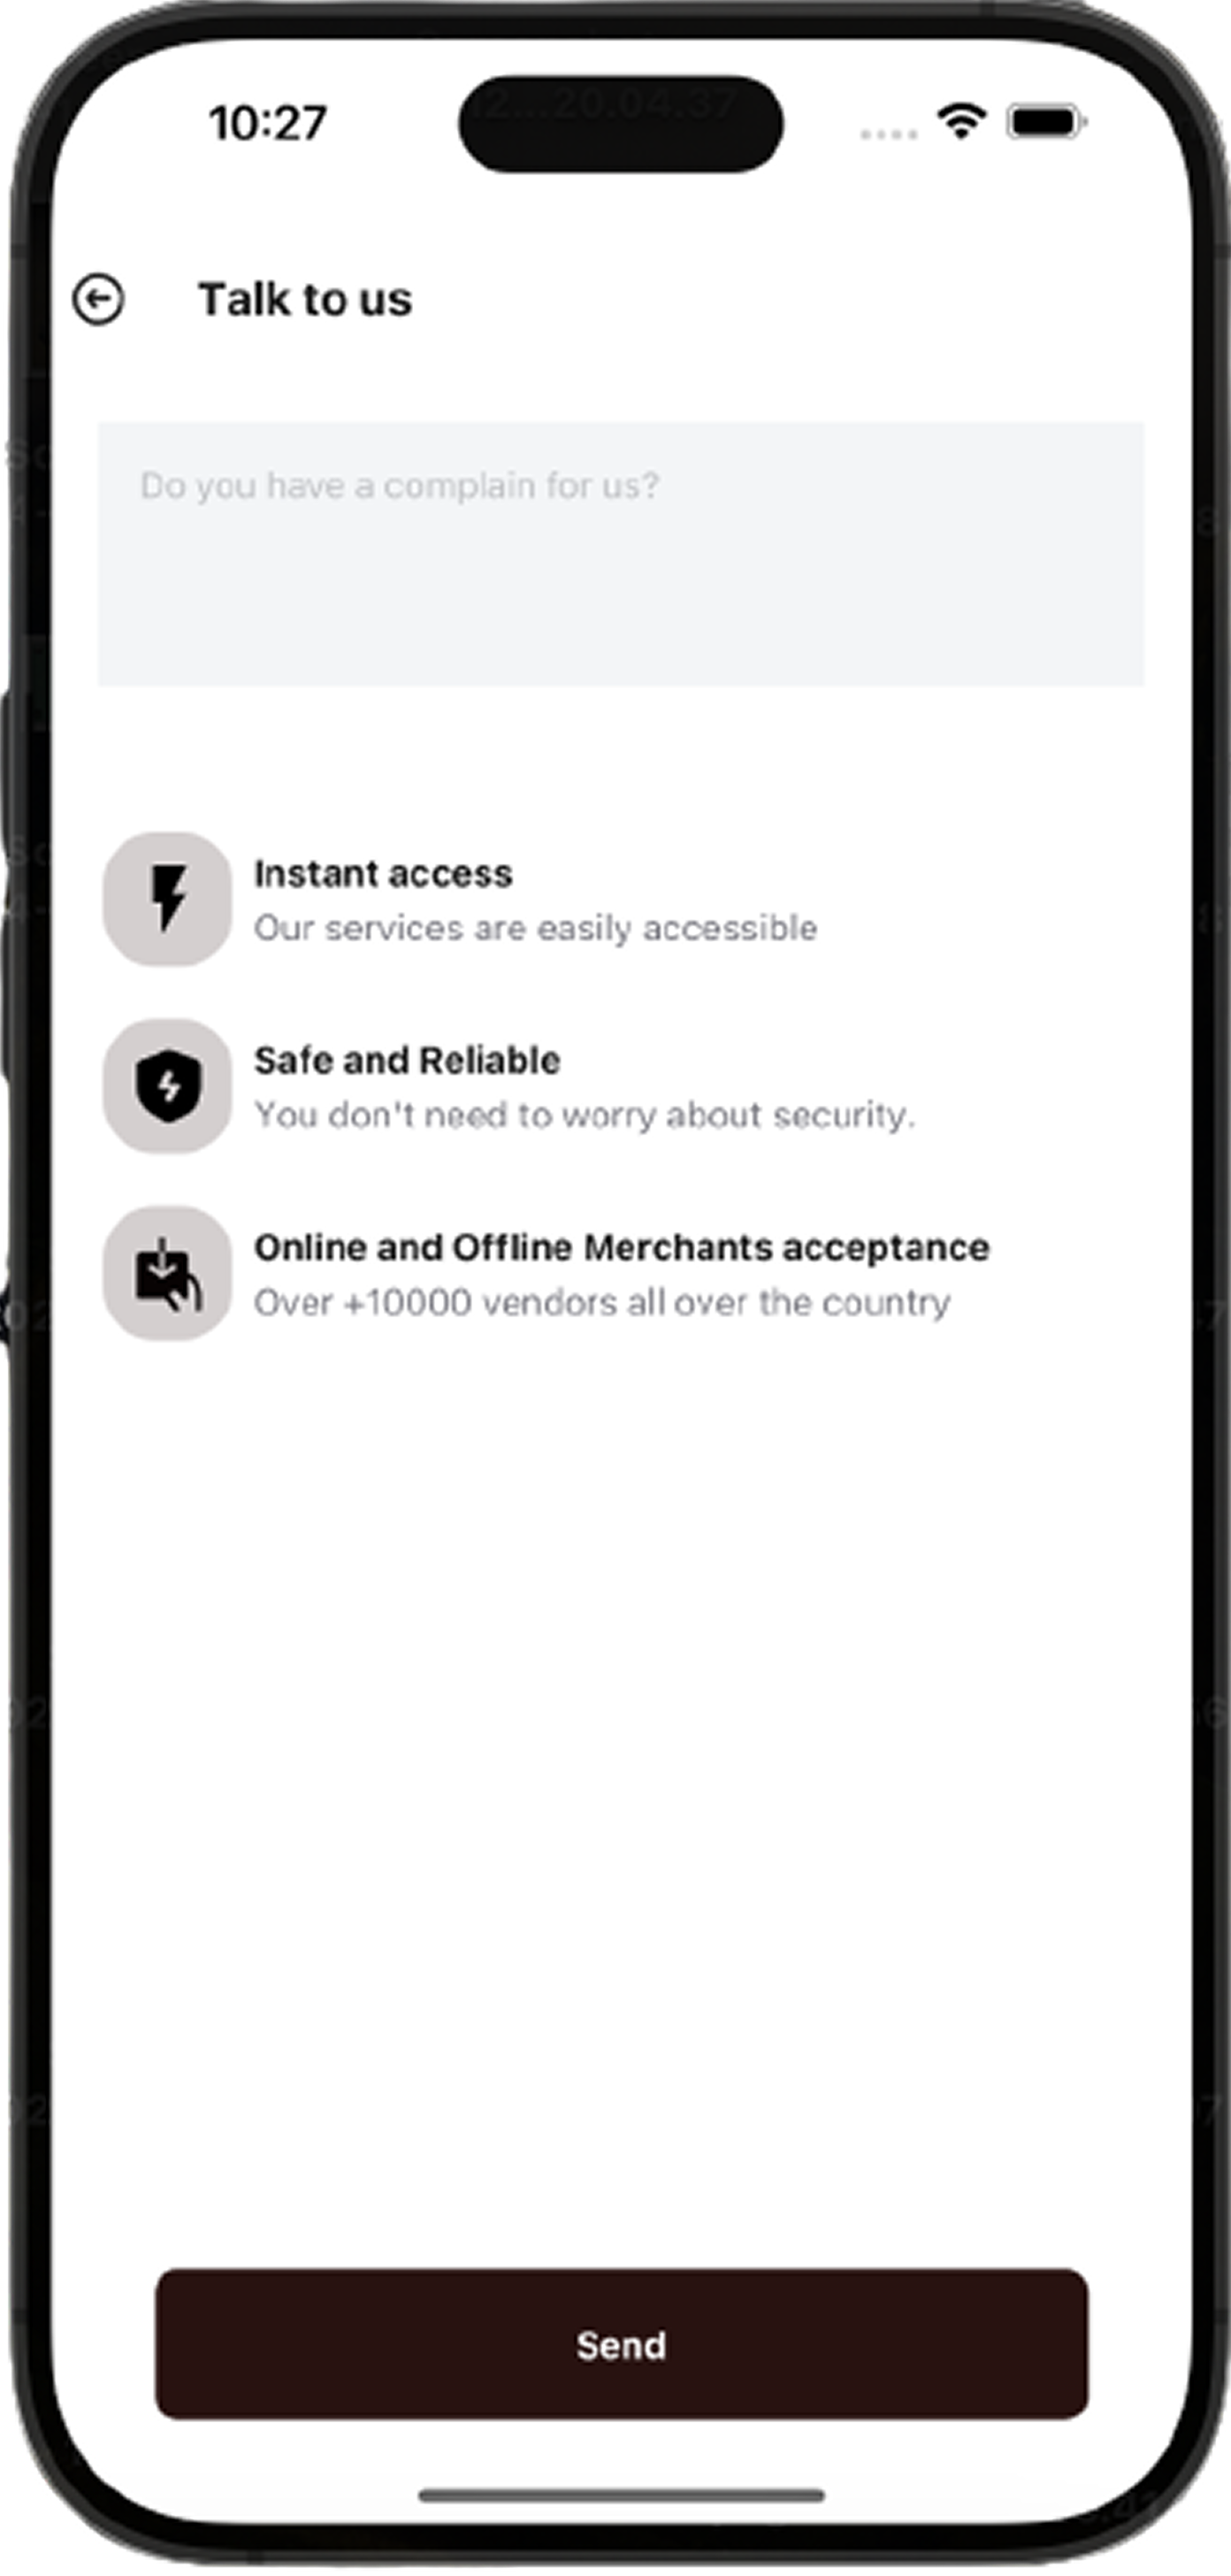 10:27
Talk to us
Do you have a complain for us?
Instant access
Our services are easily accessible
Safe and Reliable
You don't need to worry about security.
Online and Offline Merchants acceptance
Over +10000 vendors all over the country
Send